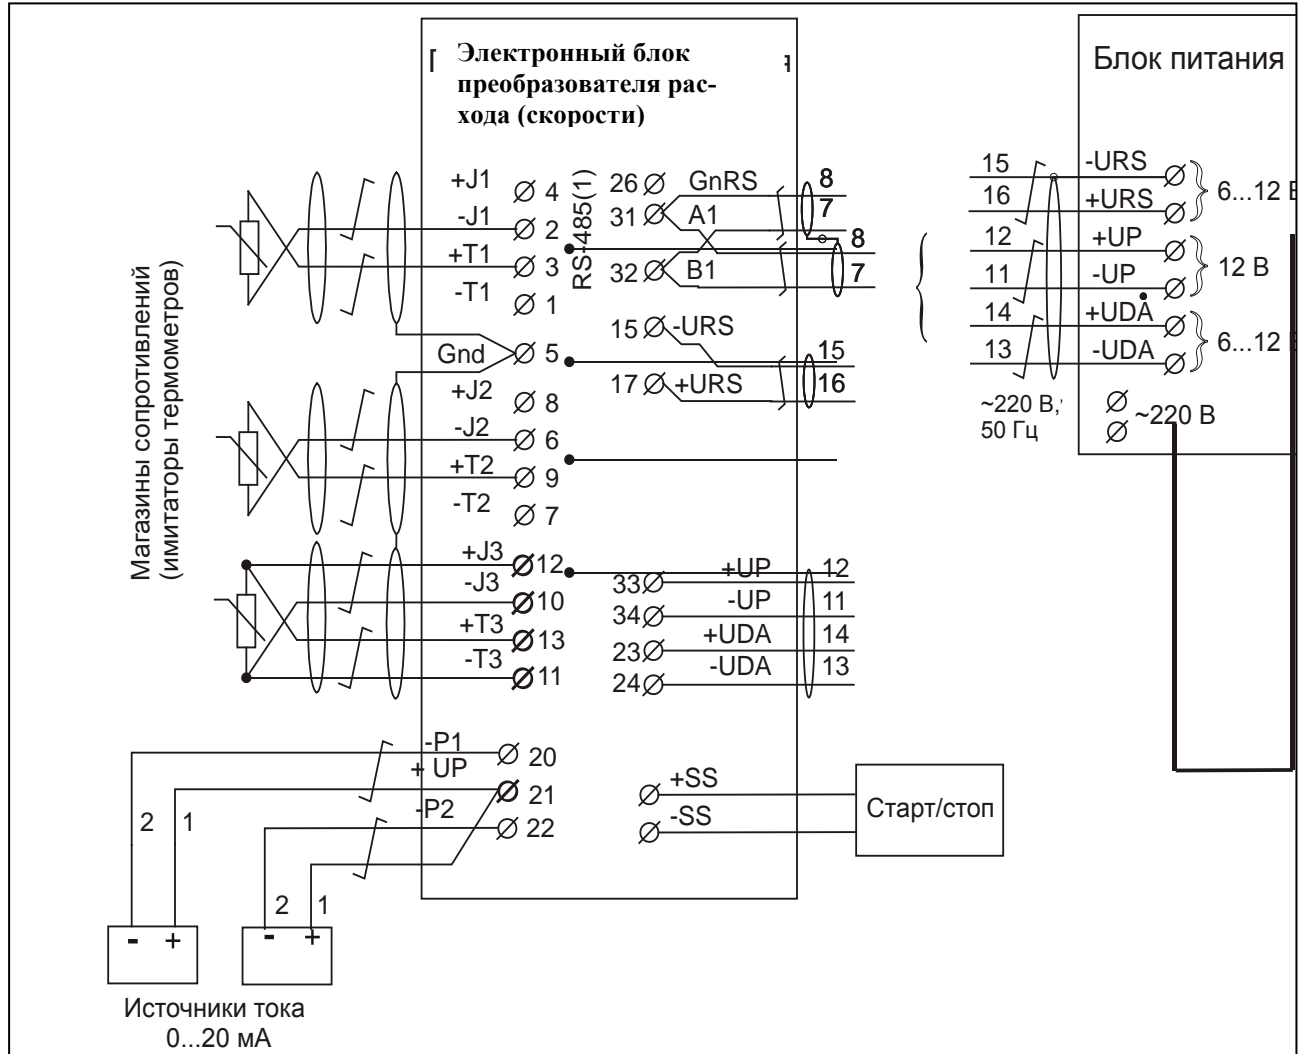 Электронный блок
преобразователя рас-
хода (скорости)
Блок питания
Магазины сопротивлений
(имитаторы термометров)
+J1 4
-J1 2
+T1 3
-T1 1
Gnd 5
+J2 8
-J2 6
+T2 9
-T2 7
+J3 12
-J3 10
+T3 13
-T3 11
-P1 20
+ UP 21
-P2 22
RS-485(1)
26 GnRS 8
31 A1 7
8
32 B1 7
15 -URS 15
17 +URS 16
33 +UP 12
34 -UP 11
23 +UDA 14
24 -UDA 13
+SS
-SS
Старт/стоп
15 -URS
16 +URS
6...12 В
12 +UP
11 -UP
12 В
14 +UDA
13 -UDA
6...12
~220 В,
50 Гц
~220 В
2 1
2 1
- +
- +
Источники тока
0...20 мА